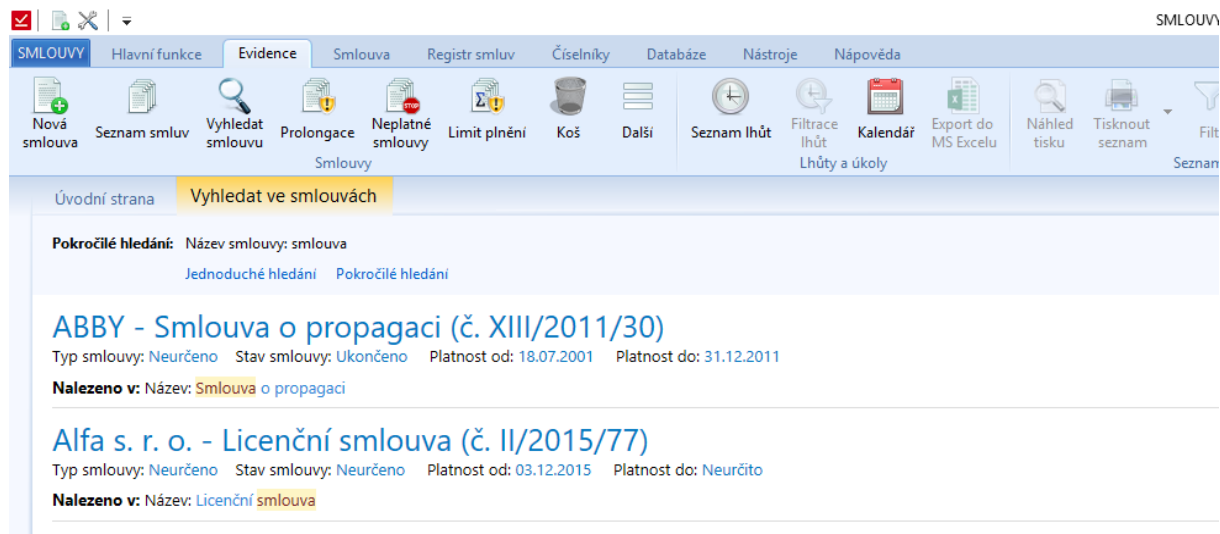 SMLOUVY
SMLOUVY Hlavní funkce Evidence Smlouva Registr smluv Číselníky Databáze Nástroje Nápověda
Nová smlouva
Seznam smluv
Vyhledat smlouvu
Prolongace
STOP
Neplatné smlouvy
Σ
Limit plnění
Koš
Další
Seznam lhůt
Filtrace lhůt
Kalendář
Export do MS Excelu
Náhled tisku
Tisknout seznam
Filt
Smlouvy
Lhůty a úkoly
Seznam
Úvodní strana Vyhledat ve smlouvách
Pokročilé hledání: Název smlouvy: smlouva
Jednoduché hledání Pokročilé hledání
ABBY - Smlouva o propagaci (č. XIII/2011/30)
Typ smlouvy: Neurčeno Stav smlouvy: Ukončeno Platnost od: 18.07.2001 Platnost do: 31.12.2011
Nalezeno v: Název: Smlouva o propagaci
Alfa s. r. o. - Licenční smlouva (č. II/2015/77)
Typ smlouvy: Neurčeno Stav smlouvy: Neurčeno Platnost od: 03.12.2015 Platnost do: Neurčito
Nalezeno v: Název: Licenční smlouva